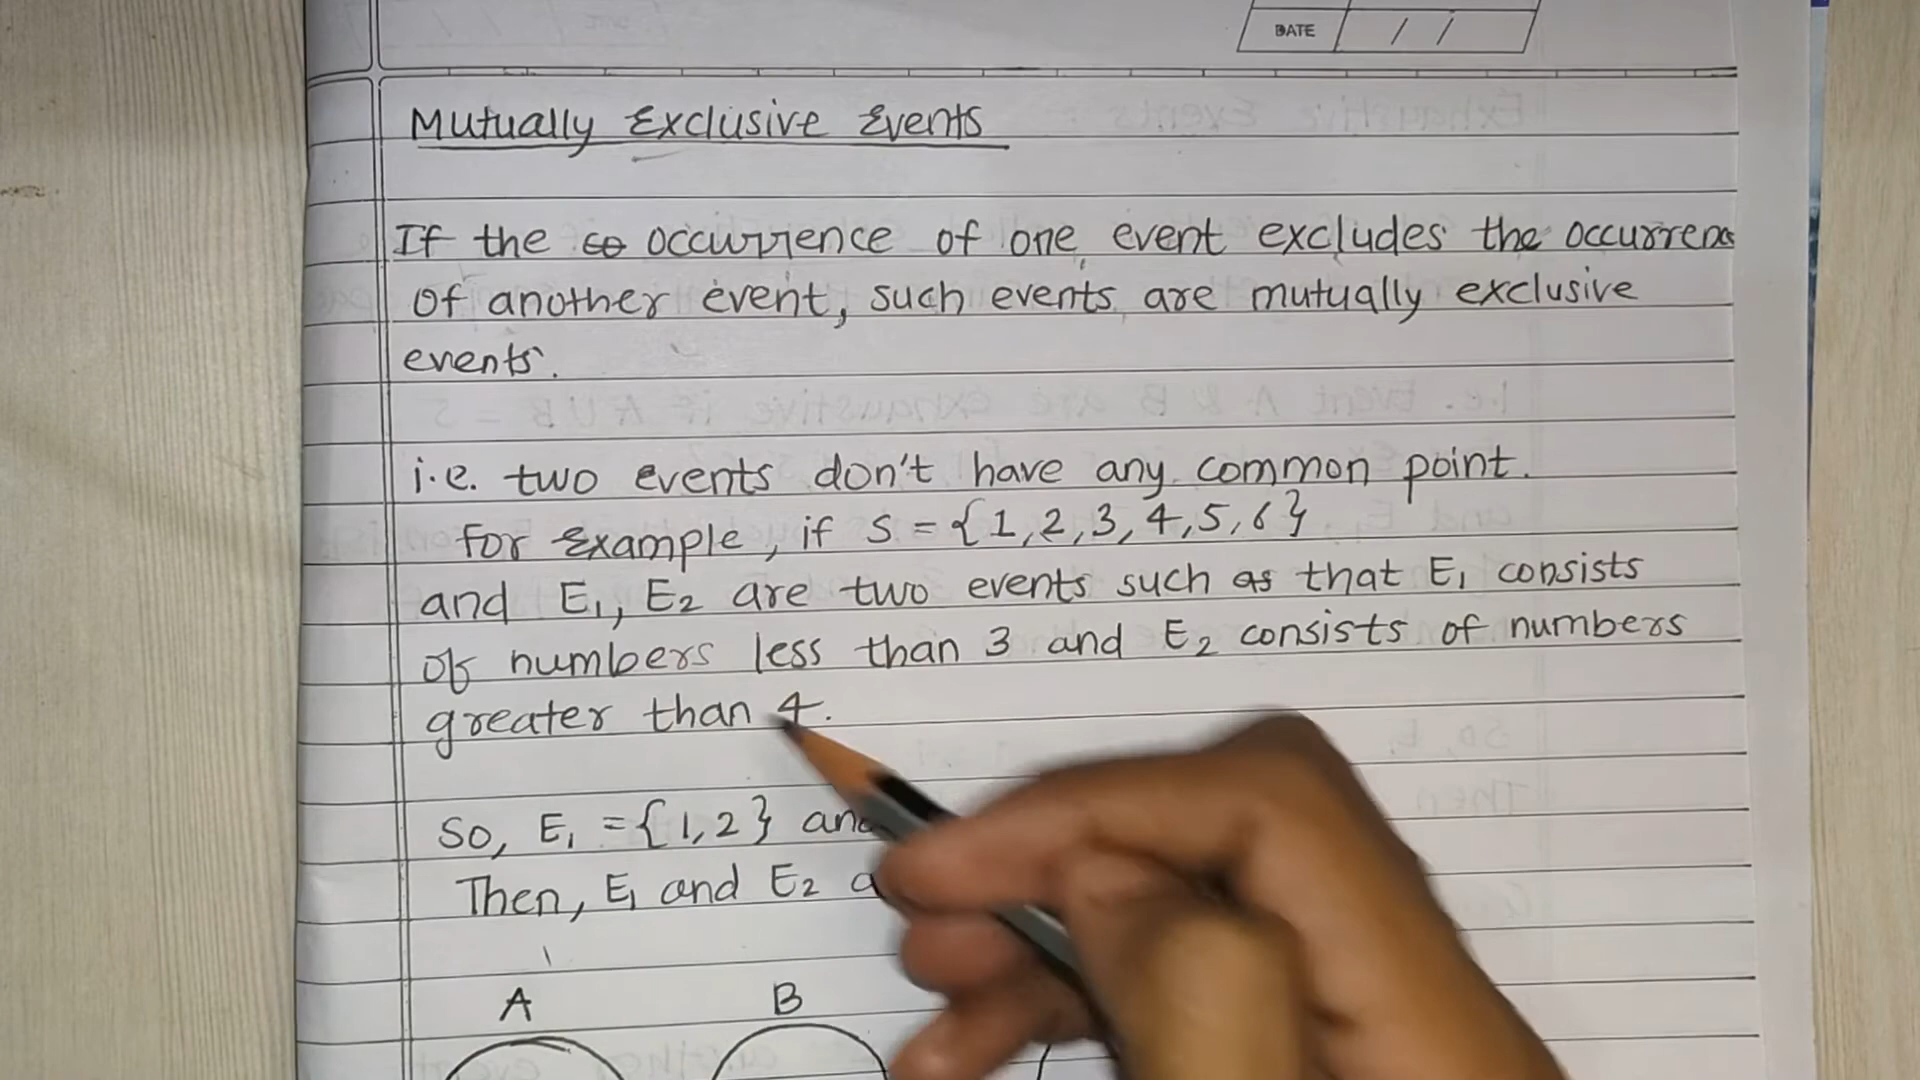 DATE / /
Mutually Exclusive Events
If the co occurrence of one event excludes the occurrence
of another event, such events are mutually exclusive
events.
i.e. two events don't have any common point.
For Example, if S = {1, 2, 3, 4, 5, 6}
and E₁, E₂ are two events such as that E₁ consists
of numbers less than 3 and E₂ consists of numbers
greater than 4.
So, E₁ = {1, 2} and
Then, E₁ and E₂
A B